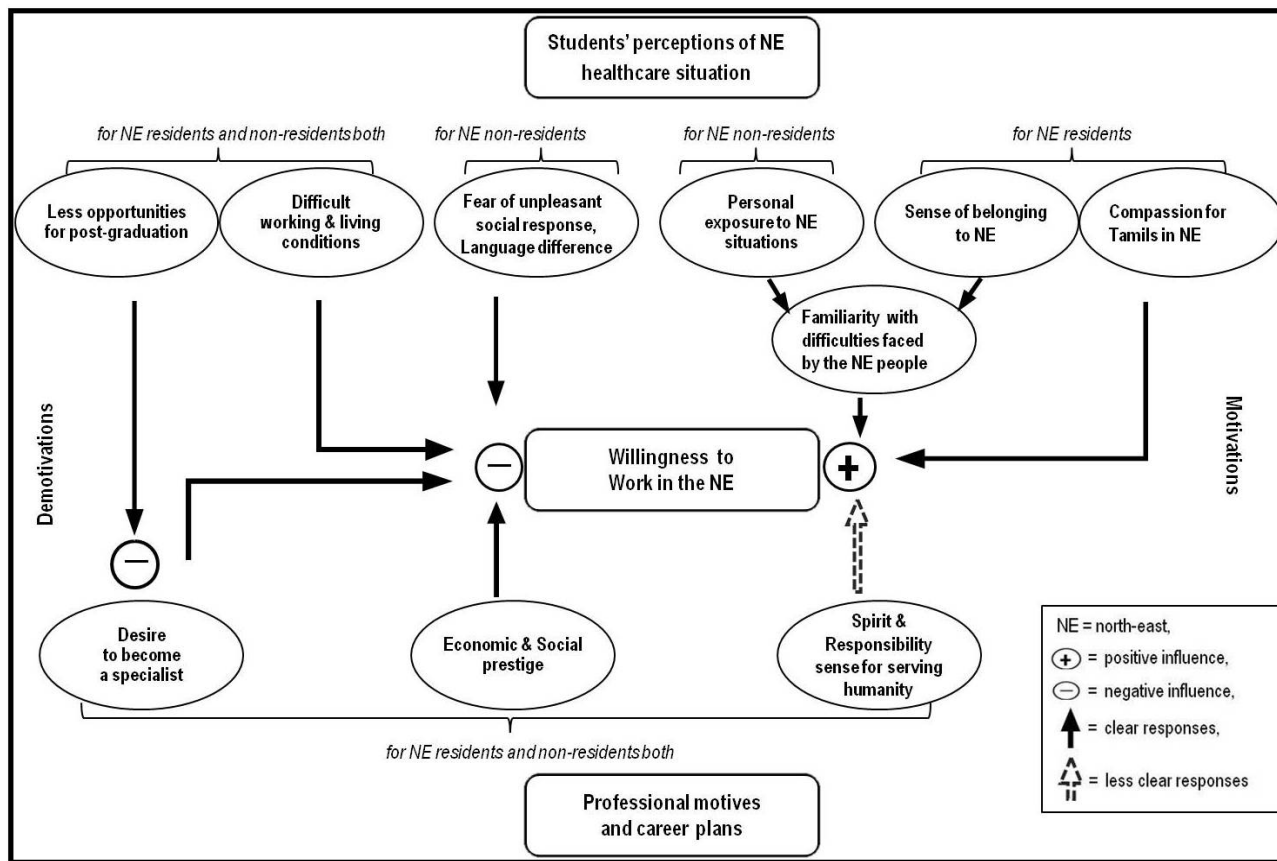 Students' perceptions of NE
healthcare situation
for NE residents and non-residents both
for NE non-residents
for NE non-residents
for NE residents
Less opportunities
for post-graduation
Difficult
working & living
conditions
Fear of unpleasant
social response,
Language difference
Personal
exposure to NE
situations
Sense of belonging
to NE
Compassion for
Tamils in NE
Familiarity with
difficulties faced
by the NE people
Demotivations
Motivations
−
Willingness to
Work in the NE
+
−
Desire
to become
a specialist
Economic & Social
prestige
Spirit &
Responsibility
sense for serving
humanity
for NE residents and non-residents both
Professional motives
and career plans
NE = north-east,
+ = positive influence,
− = negative influence,
= clear responses,
= less clear responses